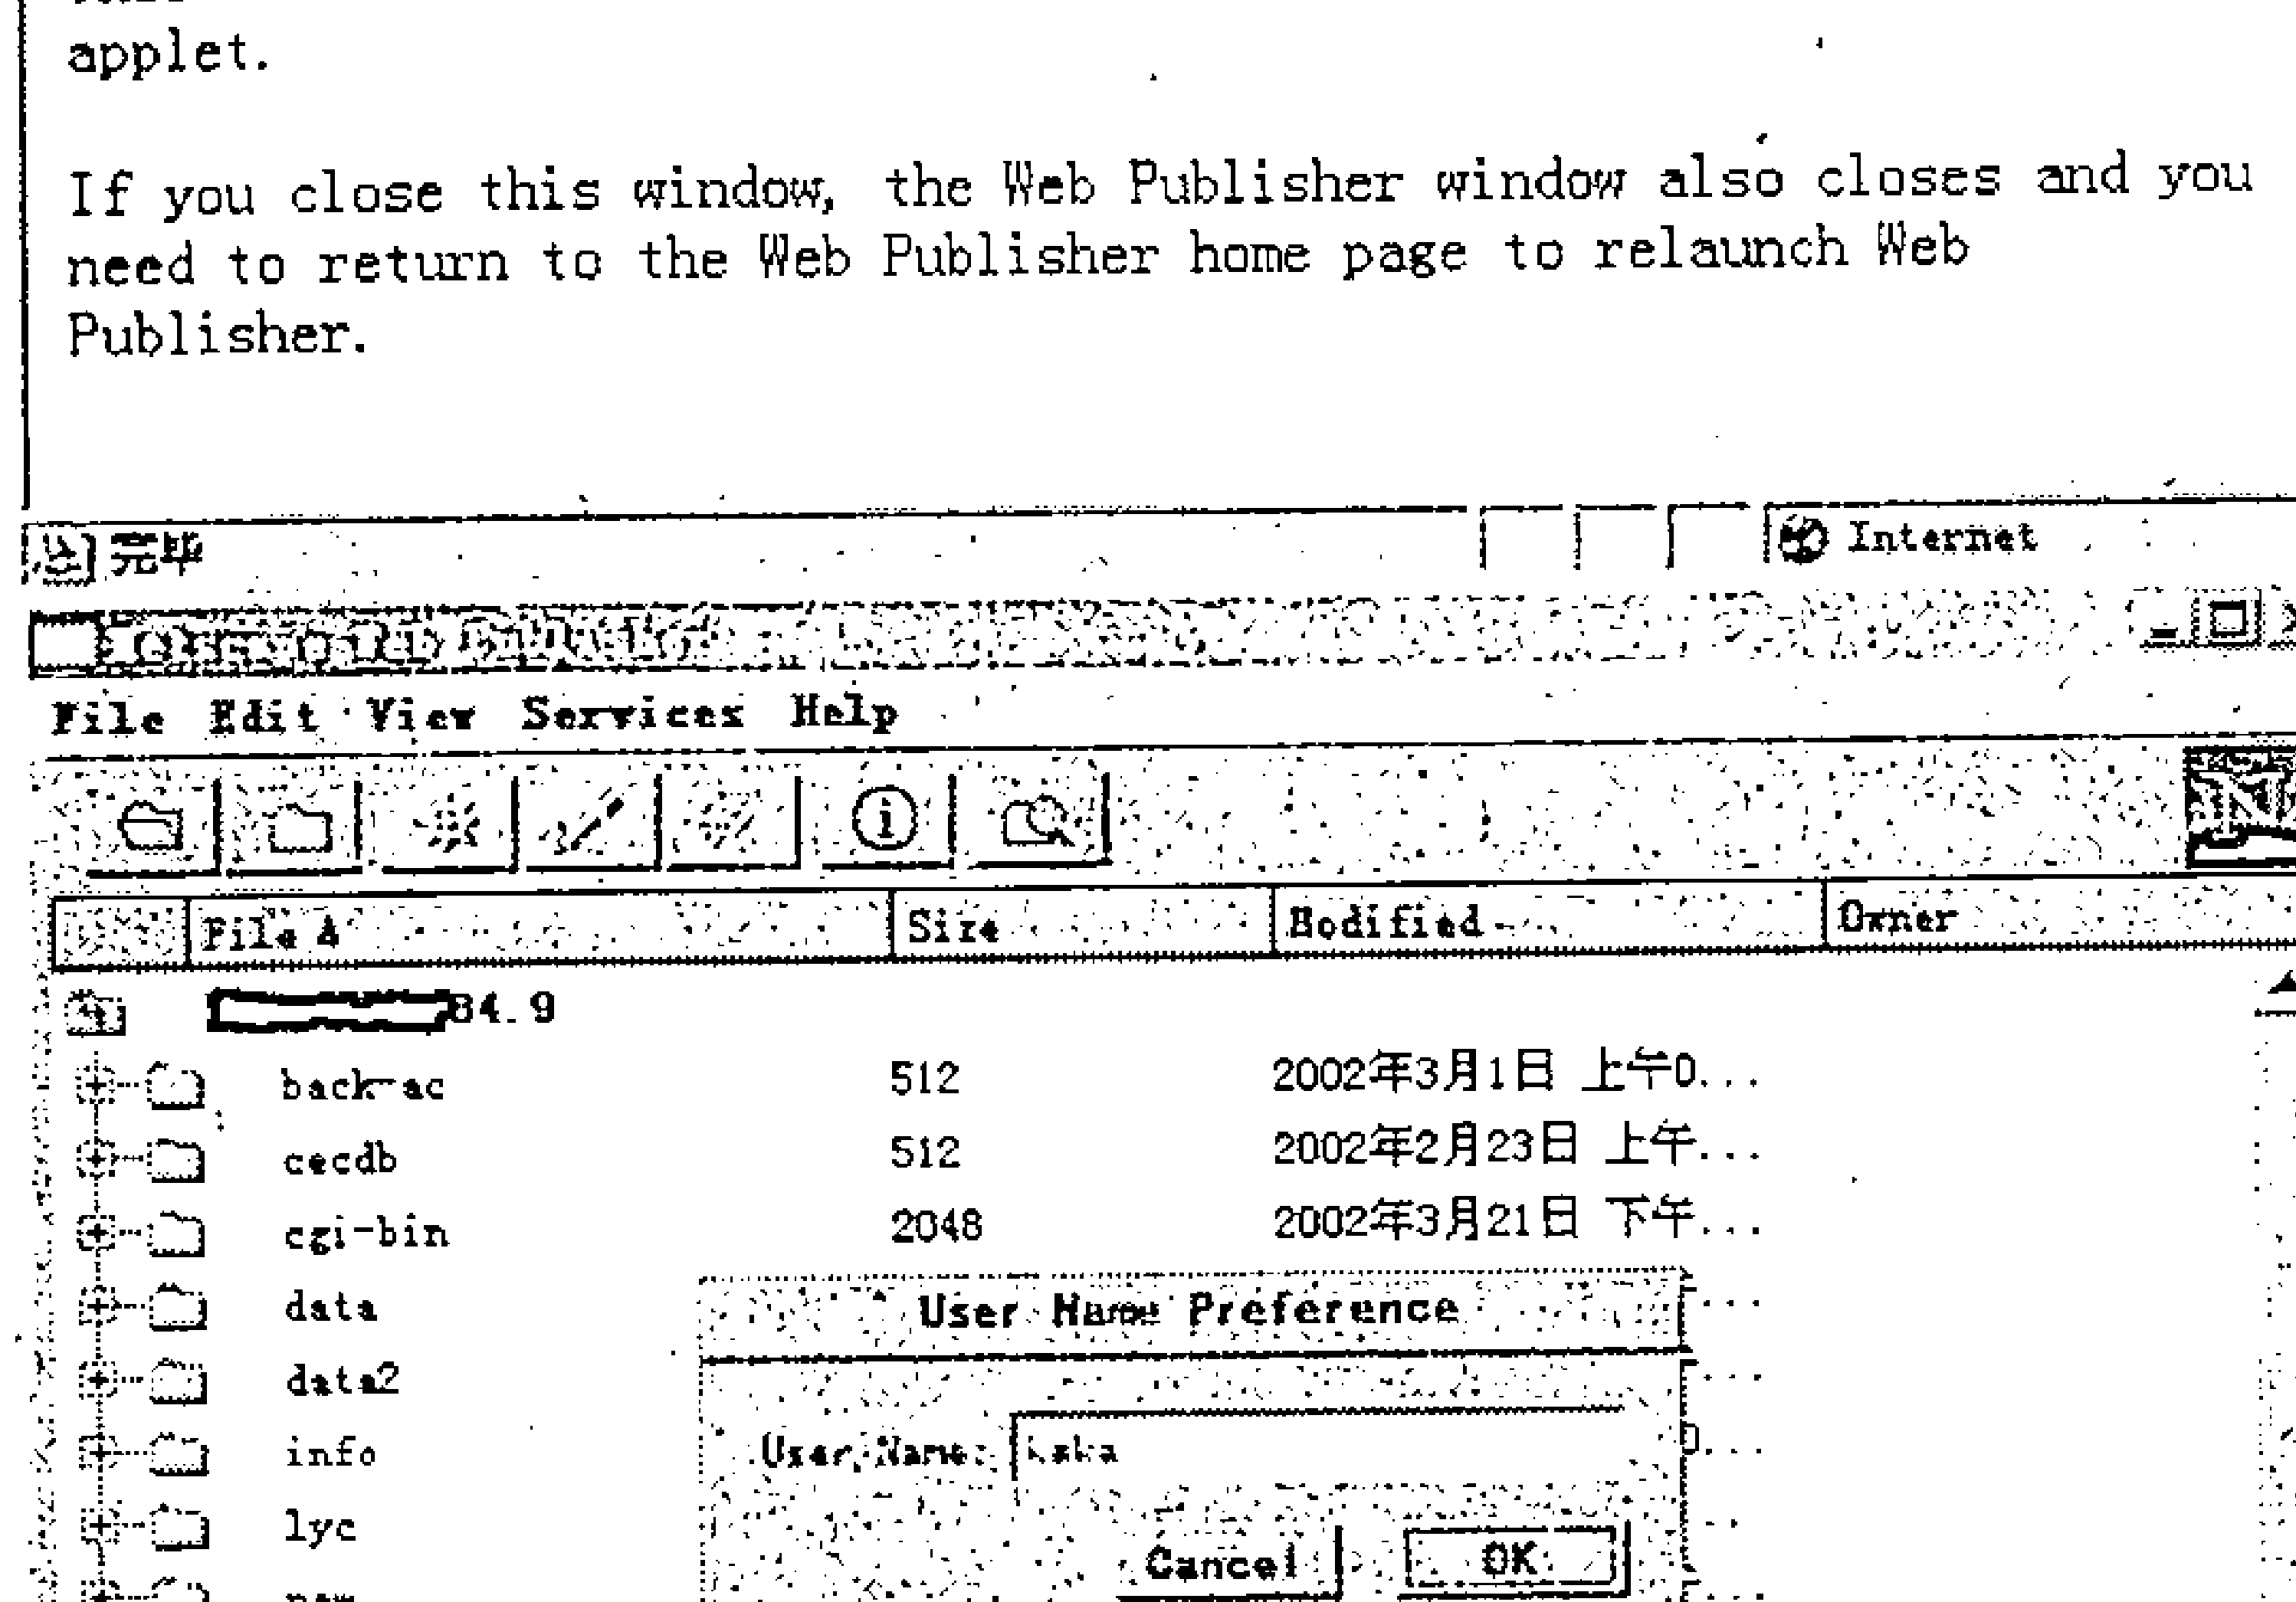 applet.
If you close this window, the Web Publisher window also closes and you
need to return to the Web Publisher home page to relaunch Web
Publisher.
完毕 Internet
File Edit View Services Help
File Size Modified Owner
84.9
back-ac 512 2002年3月1日 上午0...
cecdb 512 2002年2月23日 上午...
cgi-bin 2048 2002年3月21日 下午...
data ...
User Name Preference
data2 ...
info ...
User Name: kaka
lyc
Cancel OK